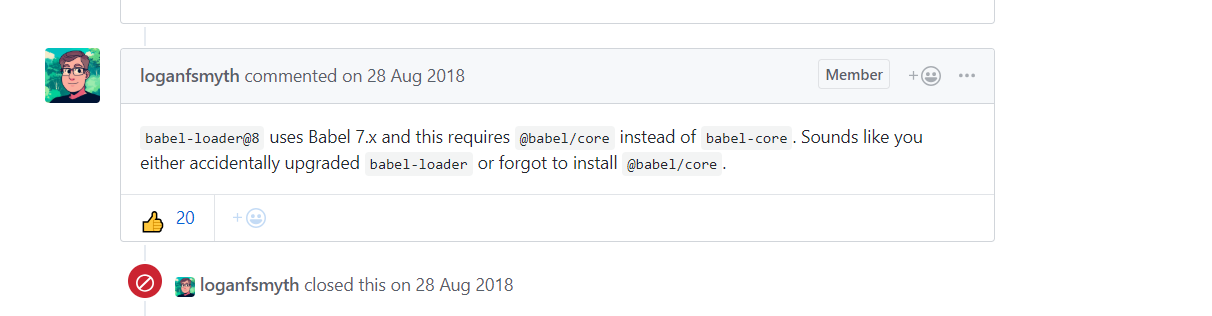 loganfsmyth commented on 28 Aug 2018
Member
babel-loader@8 uses Babel 7.x and this requires @babel/core instead of babel-core. Sounds like you
either accidentally upgraded babel-loader or forgot to install @babel/core.
20
loganfsmyth closed this on 28 Aug 2018